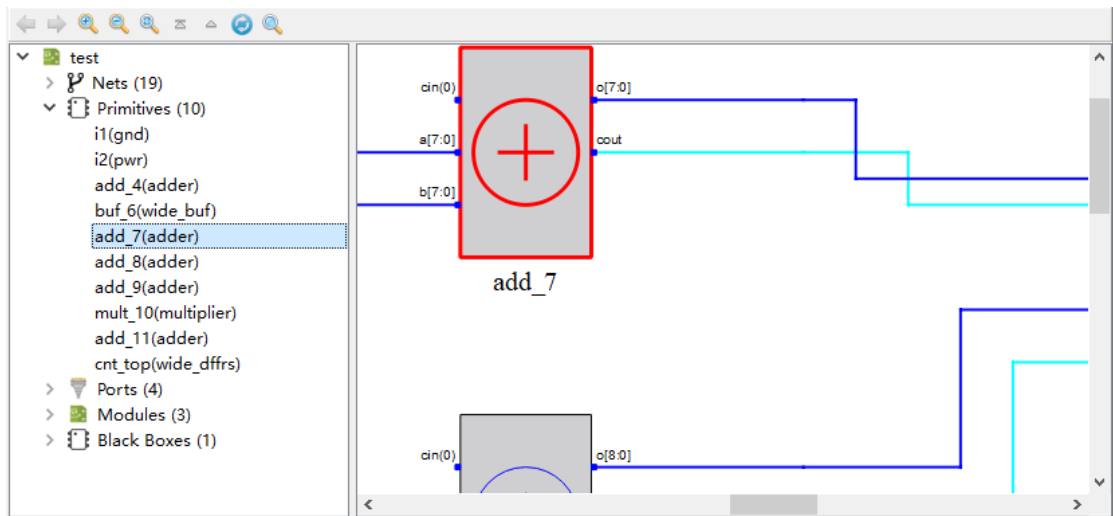 test
Nets (19)
Primitives (10)
i1(gnd)
i2(pwr)
add_4(adder)
buf_6(wide_buf)
add_7(adder)
add_8(adder)
add_9(adder)
mult_10(multiplier)
add_11(adder)
cnt_top(wide_dffrs)
Ports (4)
Modules (3)
Black Boxes (1)
cin(0) o[7:0]
a[7:0] cout
b[7:0]
add_7
cin(0) o[8:0]